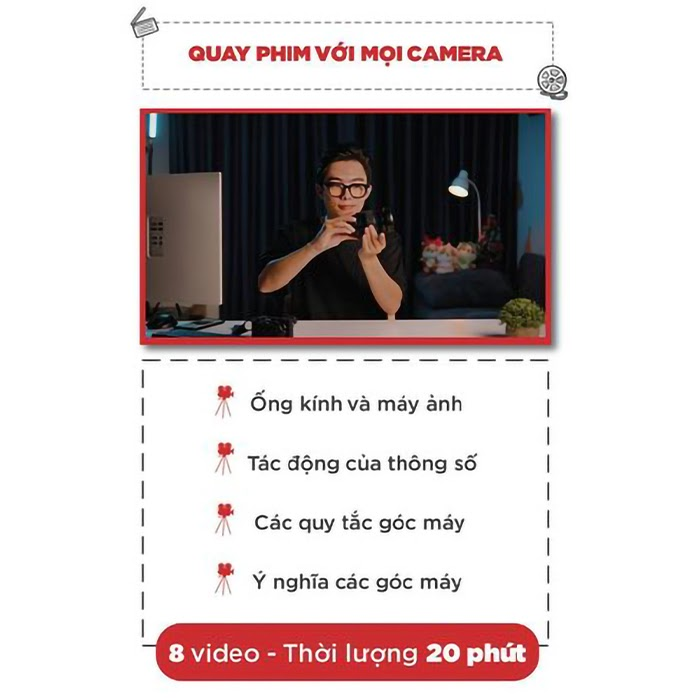 QUAY PHIM VỚI MỌI CAMERA
Ống kính và máy ảnh
Tác động của thông số
Các quy tắc góc máy
Ý nghĩa các góc máy
8 video - Thời lượng 20 phút